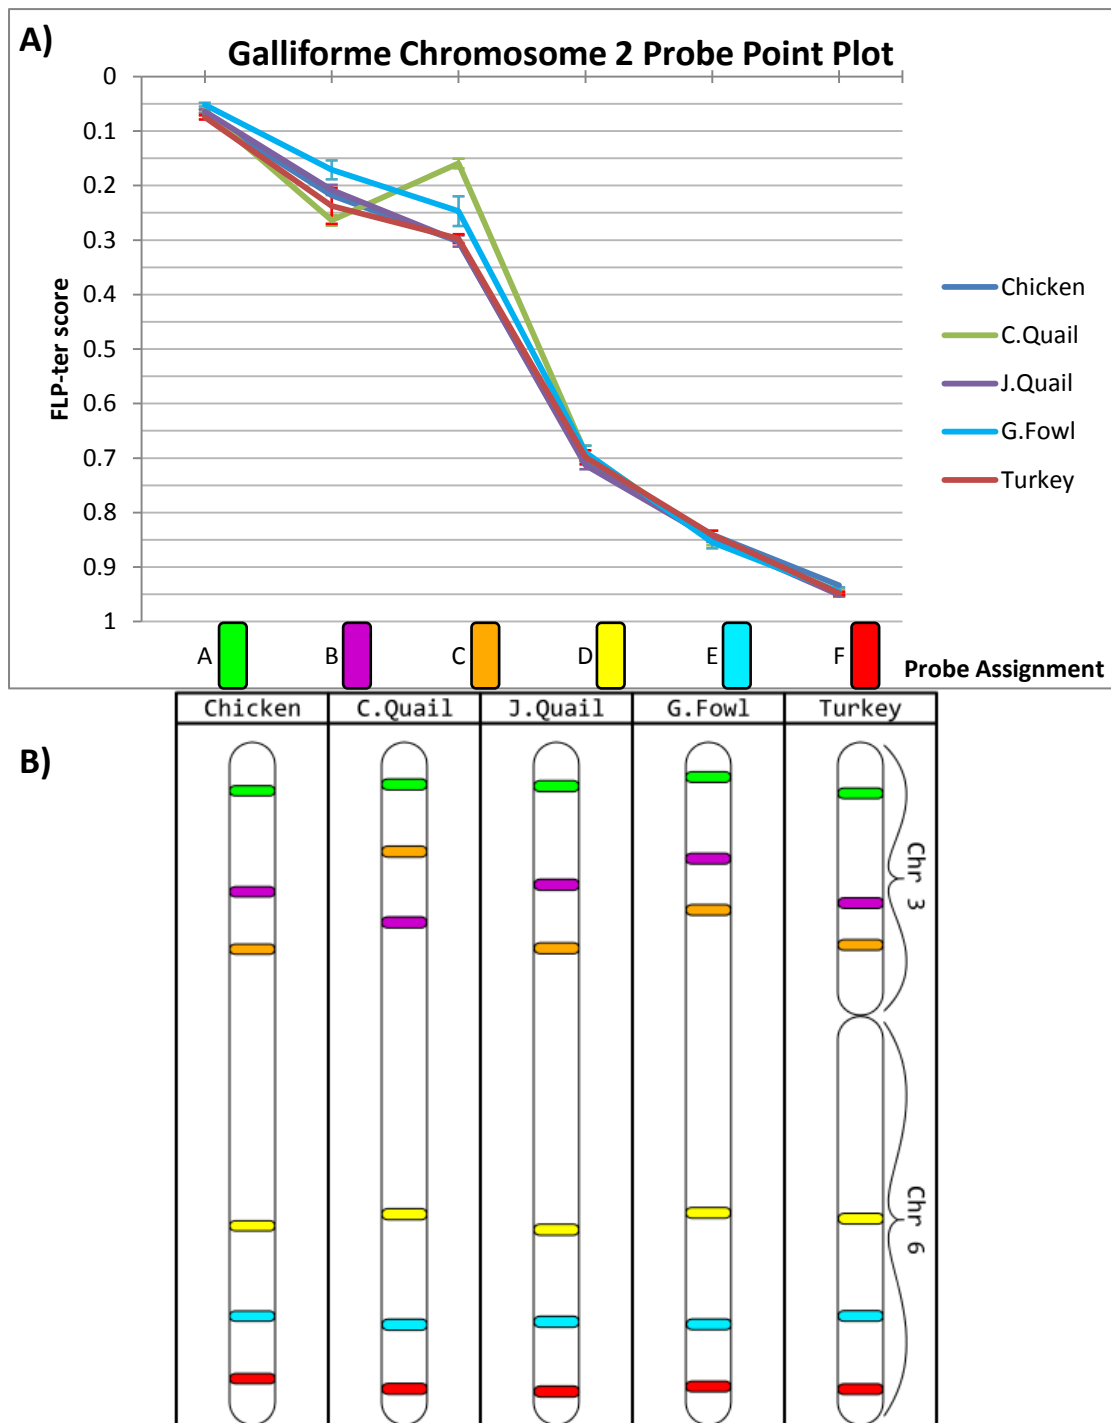 A)
Galliforme Chromosome 2 Probe Point Plot
0
0.1
0.2
0.3
0.4
0.5
0.6
0.7
0.8
0.9
1
FLP-ter score
Chicken
C.Quail
J.Quail
G.Fowl
Turkey
A B C D E F
Probe Assignment
B)
Chicken C.Quail J.Quail G.Fowl Turkey
Chr 3
Chr 6